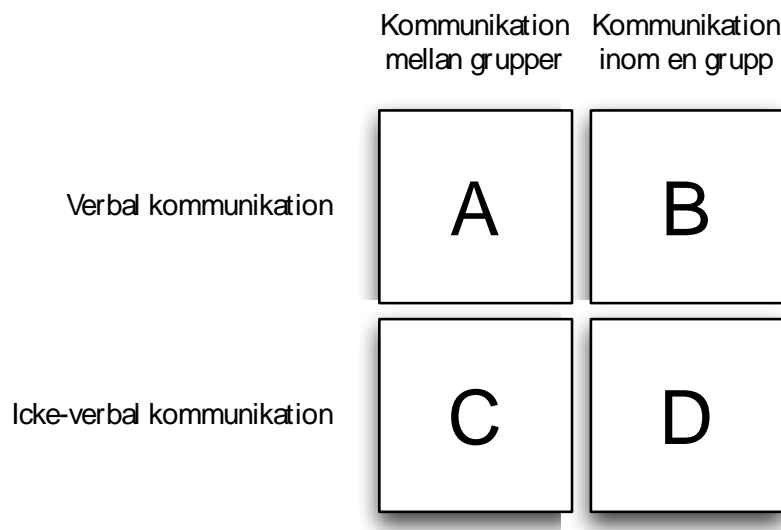 Kommunikation mellan grupper
Kommunikation inom en grupp
Verbal kommunikation
A
B
Icke-verbal kommunikation
C
D